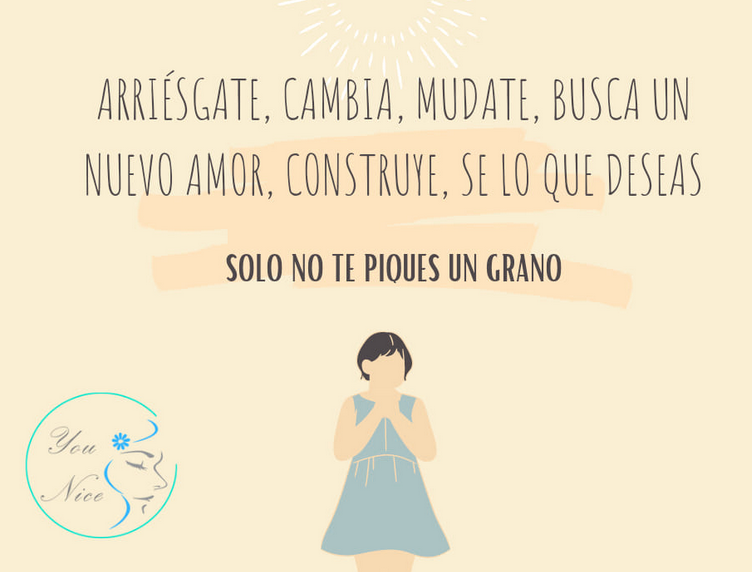 ARRIÉSGATE, CAMBIA, MUDATE, BUSCA UN
NUEVO AMOR, CONSTRUYE, SE LO QUE DESEAS
SOLO NO TE PIQUES UN GRANO
You
Nice